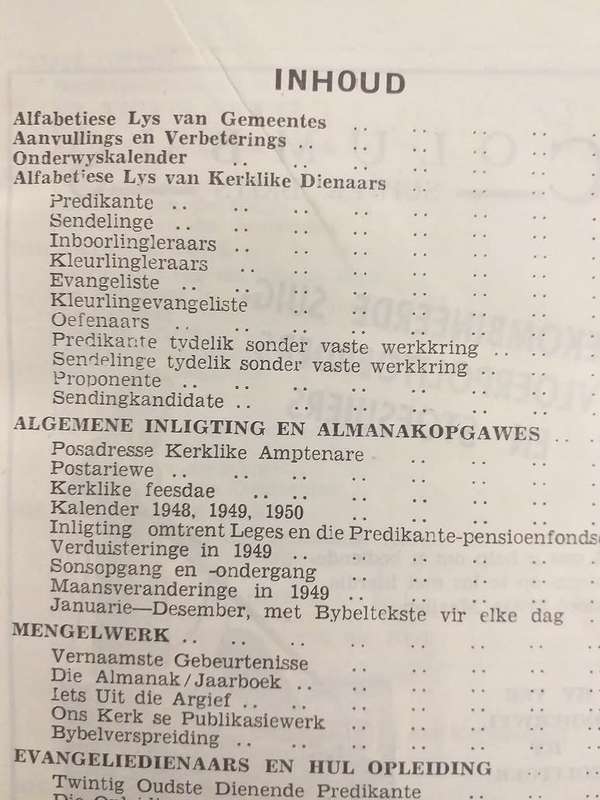 INHOUD
Alfabetiese Lys van Gemeentes .. .. .. ..
Aanvullings en Verbeterings .. .. .. .. ..
Onderwyskalender .. .. .. .. .. ..
Alfabetiese Lys van Kerklike Dienaars .. .. ..
Predikante .. .. .. .. .. .. ..
Sendelinge .. .. .. .. .. .. ..
Inboorlingleraars .. .. .. .. .. ..
Kleurlingleraars .. .. .. .. .. ..
Evangeliste .. .. .. .. .. .. ..
Kleurlingevangeliste .. .. .. .. ..
Oefenaars .. .. .. .. .. .. ..
Predikante tydelik sonder vaste werkkring .. ..
Sendelinge tydelik sonder vaste werkkring .. ..
Proponente .. .. .. .. .. .. ..
Sendingkandidate .. .. .. .. .. ..
ALGEMENE INLIGTING EN ALMANAKOPGAWES .. .
Posadresse Kerklike Amptenare .. .. ..
Postariewe .. .. .. .. .. .. ..
Kerklike feesdae .. .. .. .. .. ..
Kalender 1948, 1949, 1950 .. .. .. ..
Inligting omtrent Leges en die Predikante-pensioenfonds
Verduisteringe in 1949 .. .. .. .. ..
Sonsopgang en -ondergang .. .. .. ..
Maansveranderinge in 1949 .. .. .. ..
Januarie—Desember, met Bybeltekste vir elke dag .
MENGELWERK .. .. .. .. .. .. ..
Vernaamste Gebeurtenisse .. .. .. ..
Die Almanak/Jaarboek .. .. .. .. ..
Iets Uit die Argief .. .. .. .. .. ..
Ons Kerk se Publikasiewerk .. .. .. ..
Bybelverspreiding .. .. .. .. .. ..
EVANGELIEDIENAARS EN HUL OPLEIDING .. ..
Twintig Oudste Dienende Predikante .. ..